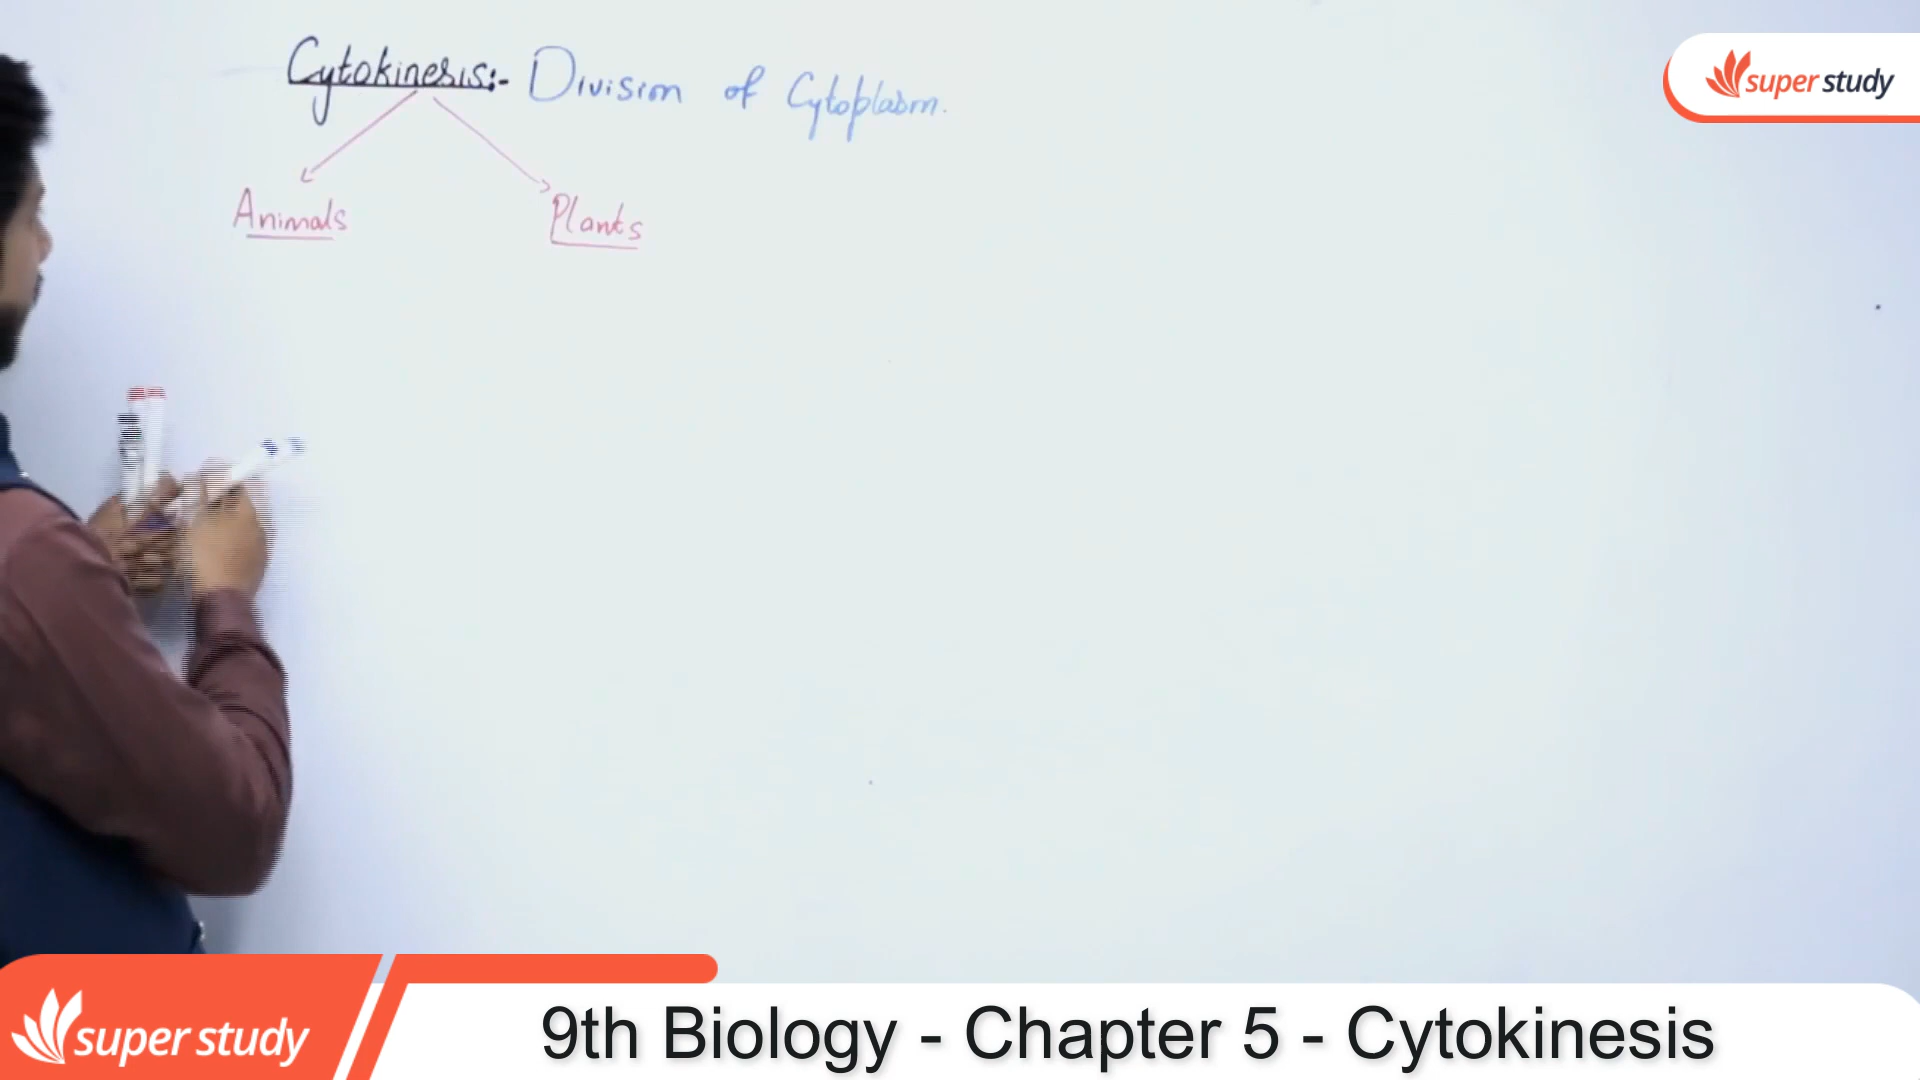 Cytokinesis:- Division of Cytoplasm.
Animals
Plants
super study
super study
9th Biology - Chapter 5 - Cytokinesis